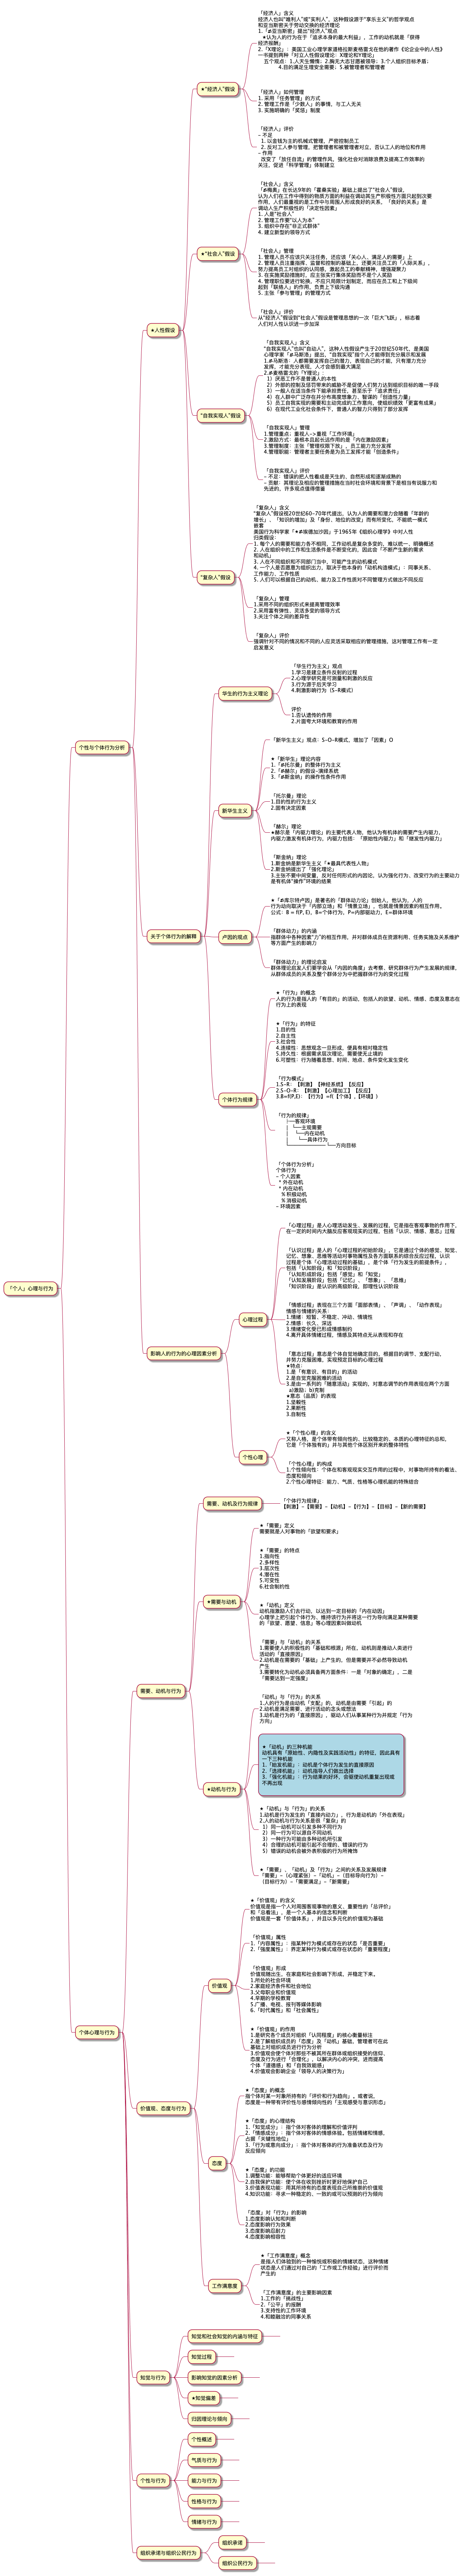 「个人」心理与行为
个性与个体行为分析
★人性假设
★“经济人”假设
「经济人」含义
经济人也叫“唯利人”或“实利人”，这种假设源于“享乐主义”的哲学观点
和亚当斯密关于劳动交换的经济理论
1.「≠亚当斯密」提出“经济人”观点
★认为人的行为在于「追求本身的最大利益」，工作的动机就是「获得
经济报酬」
2.「X理论」：美国工业心理学家道格拉斯麦格雷戈在他的著作《论企业中的人性》
一书提到两种「对立人性假设理论：X理论和Y理论」
五个观点：1.人天生懒惰；2.胸无大志甘愿被领导；3.个人组织目标矛盾；
4.目的满足生理安全需要；5.被管理者和管理者
「经济人」如何管理
1. 采用「任务管理」的方式
2. 管理工作是「少数人」的事情，与工人无关
3. 实施明确的「奖惩」制度
「经济人」评价
- 不足
1. 以金钱为主的机械式管理，严密控制员工
2. 反对工人参与管理，把管理者和被管理者对立，否认工人的地位和作用
- 作用
改变了「放任自流」的管理作风，强化社会对消除浪费及提高工作效率的
关注，促进「科学管理」体制建立
★“社会人”假设
「社会人」含义
「≠梅奥」在长达9年的「霍桑实验」基础上提出了“社会人”假设，
认为人们在工作中得到的物质方面的利益在调动其生产积极性方面只起到次要
作用，人们最重视的是工作中与周围人形成良好的关系，「良好的关系」是
调动人生产积极性的「决定性因素」
1. 人是“社会人”
2. 管理工作要“以人为本”
3. 组织中存在“非正式群体”
4. 建立新型的领导方式
「社会人」管理
1. 管理人员不应该只关注任务，还应该「关心人、满足人的需要」上
2. 管理人员注重指挥、监督和控制的基础上，还要关注员工的「人际关系」，
努力提高员工对组织的认同感，激起员工的奉献精神，增强凝聚力
3. 在实施奖励措施时，应主张实行集体奖励而不是个人奖励
4. 管理职位要进行轮换，不应只局限计划制定，而应在员工和上下级间
起到「联络人」的作用，负责上下级沟通
5. 主张「参与管理」的管理方式
「社会人」评价
从“经济人”假设到“社会人”假设是管理思想的一次「巨大飞跃」，标志着
人们对人性认识进一步加深
“自我实现人”假设
「自我实现人」含义
“自我实现人”也叫“自动人”，这种人性假设产生于20世纪50年代，是美国
心理学家「≠马斯洛」提出，“自我实现”指个人才能得到充分展示和发展
1.≠马斯洛：人都需要发挥自己的潜力，表现自己的才能，只有潜力充分
发挥，才能充分表现，人才会感到最大满足
2.≠麦格雷戈的「Y理论」：
1）厌恶工作不是普通人的本性
2）外部的控制及惩罚带来的威胁不是促使人们努力达到组织目标的唯一手段
3）一般人在适当条件下能承担责任，甚至乐于「追求责任」
4）在人群中广泛存在并分布高度想象力、智谋的「创造性力量」
5）员工自我实现的需要和主动完成的工作意向，使组织绩效「更富有成果」
6）在现代工业化社会条件下，普通人的智力只得到了部分发挥
「自我实现人」管理
1.管理重点：重视人->重视「工作环境」
2.激励方式：最根本且起长远作用的是「内在激励因素」
3.管理制度：主张「管理权限下放」，员工能力充分发挥
4.管理职能：管理者主要任务是为员工发挥才能「创造条件」
「自我实现人」评价
- 不足：错误的把人性看成是天生的、自然形成和逐渐成熟的
- 贡献：其理论及相应的管理措施在当时社会环境和背景下是相当有说服力和
先进的，许多观点值得借鉴
“复杂人”假设
「复杂人」含义
“复杂人”假设称20世纪60-70年代提出，认为人的需要和潜力会随着「年龄的
增长」、「知识的增加」及「身份、地位的改变」而有所变化，不能统一模式
看待
美国行为科学家「*≠埃德加沙因」于1965年《组织心理学》中对人性
归类假设：
1. 每个人的需要和能力各不相同，工作动机是复杂多变的，难以统一、明确概述
2. 人在组织中的工作和生活条件是不断变化的，因此会「不断产生新的需求
和动机」
3. 人在不同组织和不同部门当中，可能产生的动机模式
4. 一个人是否愿意为组织出力，取决于他本身的「动机构造模式」：同事关系、
工作能力、工作性质
5. 人们可以根据自己的动机、能力及工作性质对不同管理方式做出不同反应
「复杂人」管理
1.采用不同的组织形式来提高管理效率
2.采用富有弹性、灵活多变的领导方式
3.关注个体之间的差异性
「复杂人」评价
强调针对不同的情况和不同的人应灵活采取相应的管理措施，这对管理工作有一定
启发意义
关于个体行为的解释
华生的行为主义理论
「华生行为主义」观点
1.学习是建立条件反射的过程
2.心理学研究是可测量和刺激的反应
3.行为源于后天学习
4.刺激影响行为（S-R模式）
评价
1.否认遗传的作用
2.片面夸大环境和教育的作用
新华生主义
「新华生主义」观点：S-O-R模式，增加了「因素」O
★「新华生」理论内容
1.「≠托尔曼」的整体行为主义
2.「≠赫尔」的假设-演绎系统
3.「≠斯金纳」的操作性条件作用
「托尔曼」理论
1.目的性的行为主义
2.固有决定因素
「赫尔」理论
★赫尔是「内驱力理论」的主要代表人物，他认为有机体的需要产生内驱力，
内驱力激发有机体行为，内驱力包括：「原始性内驱力」和「继发性内驱力」
「斯金纳」理论
1.斯金纳是新华生主义「★最具代表性人物」
2.斯金纳提出了「强化理论」
3.主张不要中间变量，反对任何形式的内因论，认为强化行为、改变行为的主要动力
是有机体“操作”环境的结果
卢因的观点
★「≠库尔特卢因」是著名的「群体动力论」创始人。他认为，人的
行为动向取决于「内部立场」和「情景立场」，也就是情景因素的相互作用。
公式：B = f(P, E)，B=个体行为，P=内部驱动力，E=群体环境
「群体动力」的内涵
指群体中各种因素“力”的相互作用，并对群体成员在资源利用、任务实施及关系维护
等方面产生的影响力
「群体动力」的理论启发
群体理论启发人们要学会从「内因的角度」去考察、研究群体行为产生发展的规律，
从群体成员的关系及整个群体分为中把握群体行为的变化过程
个体行为规律
★「行为」的概念
人的行为是指人的「有目的」的活动，包括人的欲望、动机、情感、态度及意志在
行为上的表现
★「行为」的特征
1.目的性
2.自主性
3.社会性
4.连续性：思想观念一旦形成，便具有相对稳定性
5.持久性：根据需求层次理论，需要使无止境的
6.可塑性：行为随着思想、时间、地点、条件变化发生变化
「行为模式」
1.S-R：【刺激】【神经系统】【反应】
2.S-O-R：【刺激】【心理加工】【反应】
3.B=f(P,E)：【行为】=f(【个体】,【环境】)
「行为的规律」
├─客观环境
│ └─主观需要
│ └─内在动机
│ └─具体行为
└──────└─方向目标
「个体行为分析」
个体行为
- 个人因素
* 外在动机
* 内在动机
% 积极动机
% 消极动机
- 环境因素
影响人的行为的心理因素分析
心理过程
「心理过程」是人心理活动发生、发展的过程，它是指在客观事物的作用下，
在一定的时间内大脑反应客观现实的过程，包括「认识、情感、意志」过程
「认识过程」是人的「心理过程的初始阶段」，它是通过个体的感觉、知觉、
记忆、想象、思维等活动对事物属性及各方面联系的综合反应过程，认识
过程是个体「心理活动过程的基础」，是个体「行为发生的前提条件」，
包括「认知阶段」和「知识阶段」
「认知形成阶段」包括「感觉」和「知觉」
「认知发展阶段」包括「记忆」、「想象」、「思维」
「知识阶段」是认识的高级阶段，即理性认识阶段
「情感过程」表现在三个方面「面部表情」、「声调」、「动作表现」
情感与情绪的关系：
1.情绪：短暂、不稳定、冲动、情境性
2.情感：长久、深远
3.情绪变化受已形成情感制约
4.离开具体情绪过程，情感及其特点无从表现和存在
「意志过程」意志是个体自觉地确定目的、根据目的调节、支配行动，
并努力克服困难，实现预定目标的心理过程
★特点：
1.是「有意识、有目的」的活动
2.是自觉克服困难的活动
3.是由一系列的「随意活动」实现的，对意志调节的作用表现在两个方面
a)激励；b)克制
★意志（品质）的表现
1.坚毅性
2.果断性
3.自制性
个性心理
★「个性心理」的含义
又称人格，是个体带有倾向性的、比较稳定的、本质的心理特征的总和，
它是「个体独有的」并与其他个体区别开来的整体特性
「个性心理」的构成
1.个性倾向性：个体在和客观现实交互作用的过程中，对事物所持有的看法、
态度和倾向
2.个性心理特征：能力、气质、性格等心理机能的特殊结合
个体心理与行为
需要、动机与行为
需要、动机及行为规律
「个体行为规律」
【刺激】-【需要】-【动机】-【行为】-【目标】-【新的需要】
★需要与动机
★「需要」定义
需要就是人对事物的「欲望和要求」
★「需要」的特点
1.指向性
2.多样性
3.层次性
4.潜在性
5.可变性
6.社会制约性
★「动机」定义
动机指激励人们去行动，以达到一定目标的「内在动因」
心理学上把引起个体行为、维持该行为并将这一行为导向满足某种需要
的「欲望、愿望、信息」等心理因素叫做动机
「需要」与「动机」的关系
1.需要使人的积极性的「基础和根源」所在，动机则是推动人类进行
活动的「直接原因」
2.动机是在需要的「基础」上产生的，但是需要并不必然导致动机
产生
3.需要转化为动机必须具备两方面条件：一是「对象的确定」，二是
「需要达到一定强度」
★动机与行为
「动机」与「行为」的关系
1.人的行为是由动机「支配」的，动机是由需要「引起」的
2.动机是满足需要、进行活动的念头或想法
3.动机是行为的「直接原因」，驱动人们从事某种行为并规定「行为
方向」
★「动机」的三种机能
动机具有「原始性、内隐性及实践活动性」的特征，因此具有
一下三种机能
1.「始发机能」：动机是个体行为发生的直接原因
2.「选择机能」：动机指导人们做出选择
3.「强化机能」：行为结果的好坏，会驱使动机重复出现或
不再出现
★「动机」与「行为」的关系
1.动机是行为发生的「直接内动力」，行为是动机的「外在表现」
2.人的动机与行为关系是很「复杂」的
1）同一动机可以引发多种不同行为
2）同一行为可以源自不同动机
3）一种行为可能由多种动机所引发
4）合理的动机可能引起不合理的、错误的行为
5）错误的动机会被外表积极的行为所掩饰
★「需要」、「动机」及「行为」之间的关系及发展规律
「需要」-（心理紧张）-「动机」-（目标导向行为）-
（目标行为）-「需要满足」-「新需要」
价值观、态度与行为
价值观
★「价值观」的含义
价值观是指一个人对周围客观事物的意义、重要性的「总评价」
和「总看法」，是一个人基本的信念和判断
价值观是一套「价值体系」，并且以多元化的价值观为基础
「价值观」属性
1.「内容属性」：指某种行为模式或存在的状态「是否重要」
2.「强度属性」：界定某种行为模式或存在状态的「重要程度」
「价值观」形成
价值观随出生，在家庭和社会影响下形成，并稳定下来。
1.所处的社会环境
2.家庭经济条件和社会地位
3.父母职业和价值观
4.早期的学校教育
5.广播、电视、报刊等媒体影响
6.「时代属性」和「社会属性」
★「价值观」的作用
1.是研究各个成员对组织「认同程度」的核心衡量标注
2.是了解组织成员的「态度」及「动机」基础，管理者可在此
基础上对组织成员进行行为分析
3.价值观会使个体对那些不被其所在群体或组织接受的信仰、
态度及行为进行「合理化」，以解决内心的冲突，进而提高
个体「道德感」和「自我效能感」
4.价值观会影响企业「领导人的决策行为」
态度
★「态度」的概念
指个体对某一对象所持有的「评价和行为趋向」。或者说，
态度是一种带有评价性与感情倾向性的「主观感受与意识形态」
★「态度」的心理结构
1.「知觉成分」：指个体对客体的理解和价值评判
2.「情感成分」：指个体对客体的情感体验。包括情绪和情感，
占据「关键性地位」
3.「行为或意向成分」：指个体对客体的行为准备状态及行为
反应倾向
★「态度」的功能
1.调整功能：能够帮助个体更好的适应环境
2.自我保护功能：使个体在收到挫折时更好地保护自己
3.价值表现功能：用其所持有的态度表现自己所推崇的价值观
4.知识功能：寻求一种稳定的、一致的或可以预测的行为倾向
「态度」对「行为」的影响
1.态度影响认知和判断
2.态度影响行为效果
3.态度影响忍耐力
4.态度影响相容性
工作满意度
★「工作满意度」概念
是指人们体验到的一种愉悦或积极的情绪状态，这种情绪
状态是人们通过对自己的「工作或工作经验」进行评价而
产生的
「工作满意度」的主要影响因素
1.工作的「挑战性」
2.「公平」的报酬
3.支持性的工作环境
4.和睦融洽的同事关系
知觉与行为
知觉和社会知觉的内涵与特征
知觉过程
影响知觉的因素分析
★知觉偏差
归因理论与倾向
个性与行为
个性概述
气质与行为
能力与行为
性格与行为
情绪与行为
组织承诺与组织公民行为
组织承诺
组织公民行为